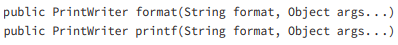 public PrintWriter format(String format, Object args...)
public PrintWriter printf(String format, Object args...)